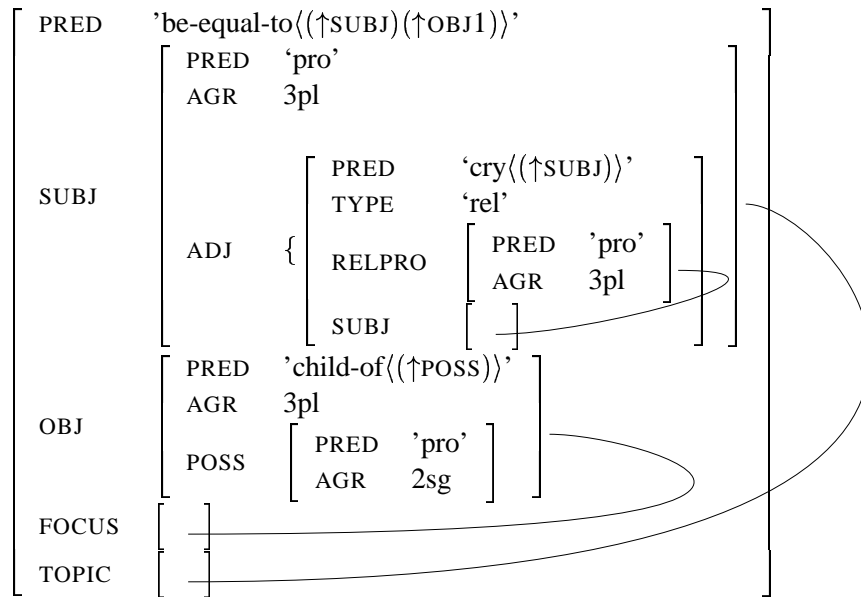 PRED ’be-equal-to⟨(↑SUBJ)(↑OBJ1)⟩’
PRED ‘pro’
AGR 3pl
PRED ‘cry⟨(↑SUBJ)⟩’
SUBJ TYPE ‘rel’
ADJ { RELPRO PRED ’pro’
AGR 3pl
SUBJ
PRED ’child-of⟨(↑POSS)⟩’
AGR 3pl
OBJ
POSS PRED ’pro’
AGR 2sg
FOCUS
TOPIC